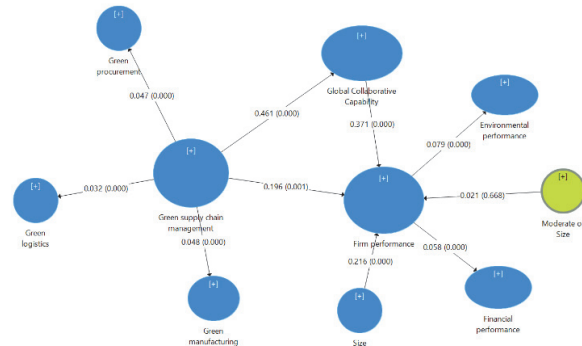 [+]
Green
procurement
[+]
Global Collaborative
Capability
[+]
Environmental
performance
0.047 (0.000)
0.461 (0.000)
0.371 (0.000)
0.079 (0.000)
[+]
Green supply chain
management
[+]
Green
logistics
0.032 (0.000)
0.196 (0.001)
[+]
Firm performance
0.021 (0.668)
[+]
Moderate of
Size
0.048 (0.000)
0.216 (0.000)
0.058 (0.000)
[+]
Green
manufacturing
[+]
Size
[+]
Financial
performance